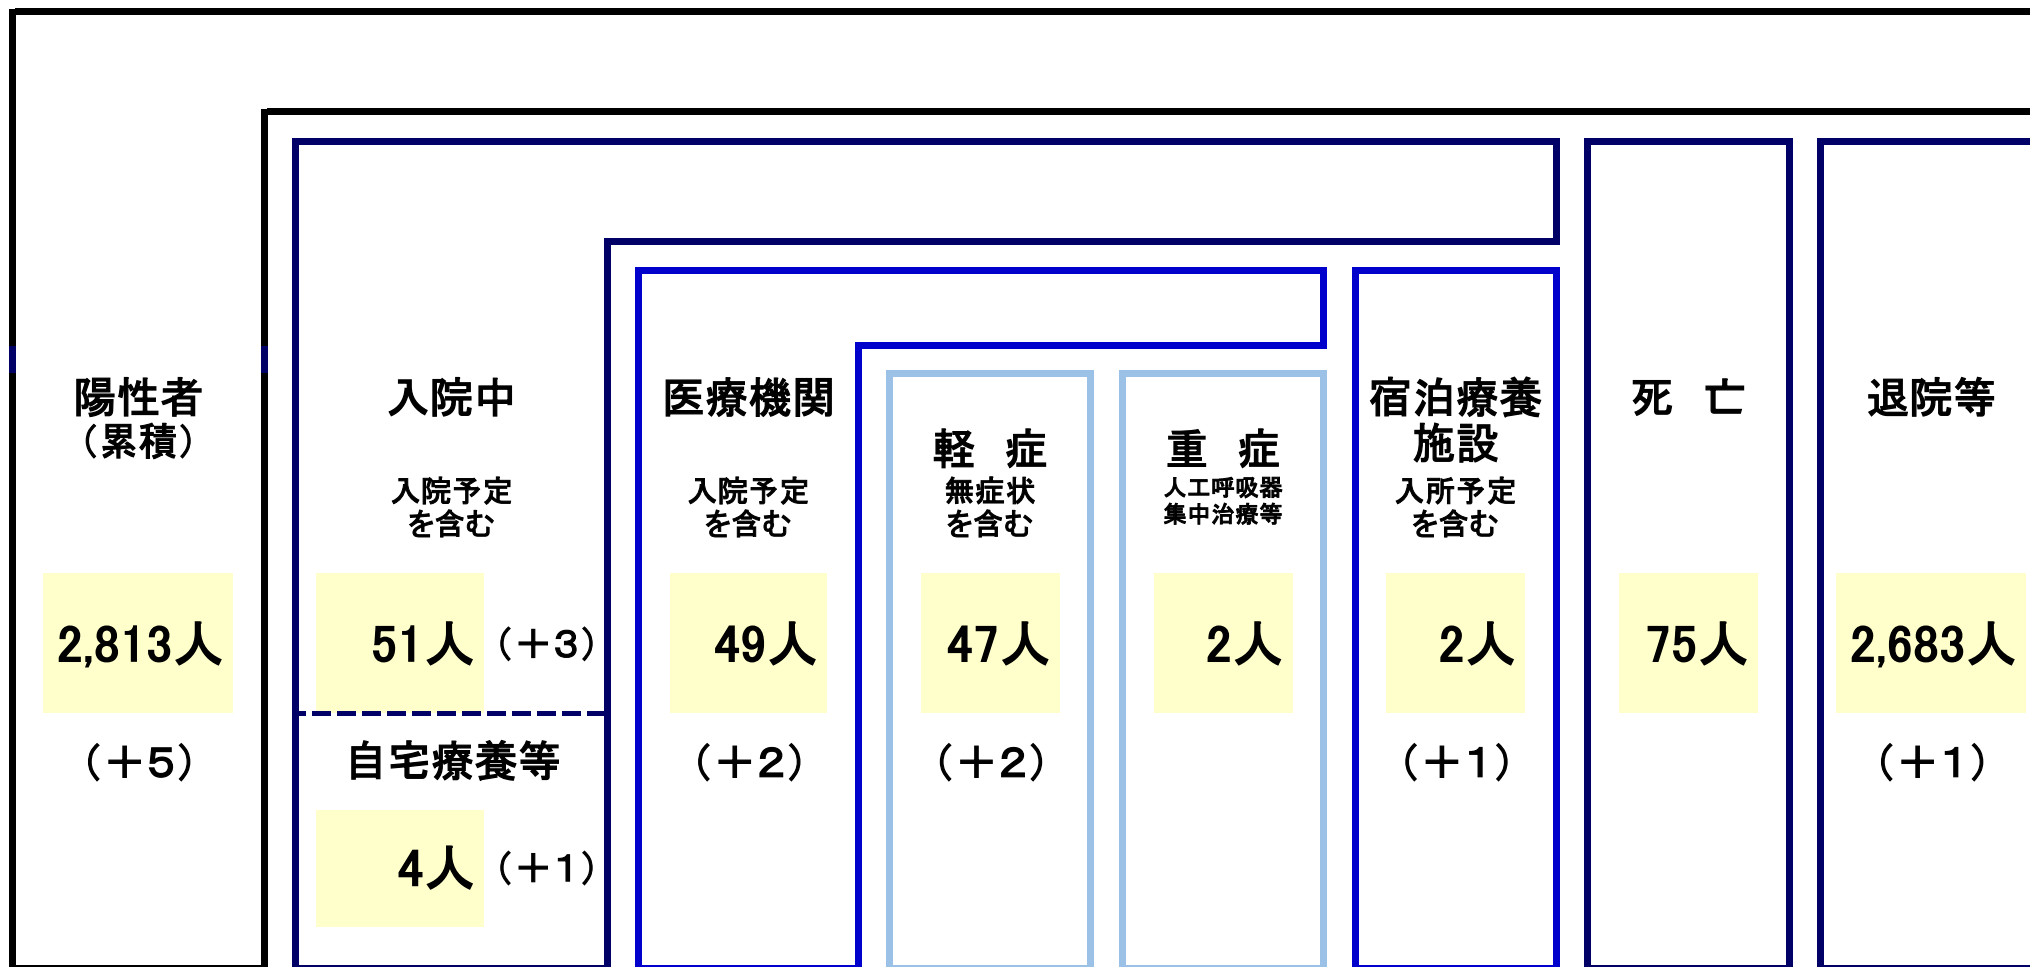 陽性者
（累積）
2,813人
（＋5）
入院中
入院予定
を含む
51人（＋3）
自宅療養等
4人（＋1）
医療機関
入院予定
を含む
49人
（＋2）
軽　症
無症状
を含む
47人
（＋2）
重　症
人工呼吸器
集中治療等
2人
宿泊療養
施設
入所予定
を含む
2人
（＋1）
死　亡
75人
退院等
2,683人
（＋1）